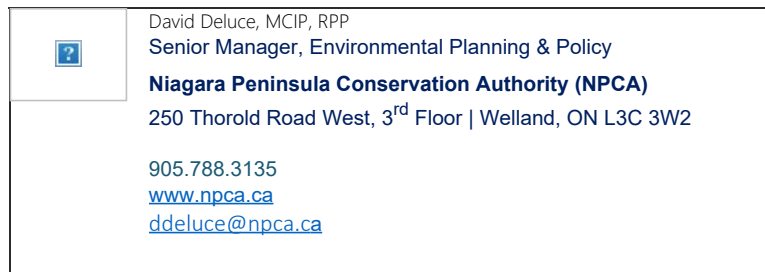 David Deluce, MCIP, RPP
Senior Manager, Environmental Planning & Policy
Niagara Peninsula Conservation Authority (NPCA)
250 Thorold Road West, 3rd Floor | Welland, ON L3C 3W2
905.788.3135
www.npca.ca
ddeluce@npca.ca